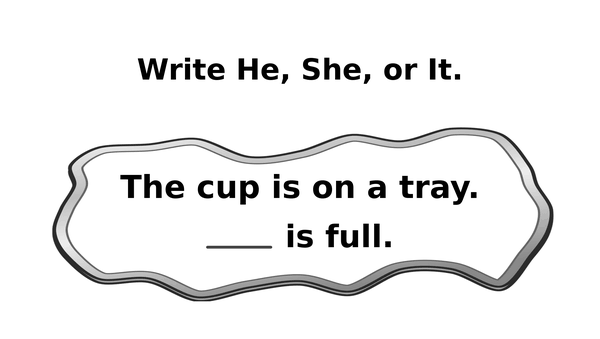 Write He, She, or It.
The cup is on a tray.
____ is full.